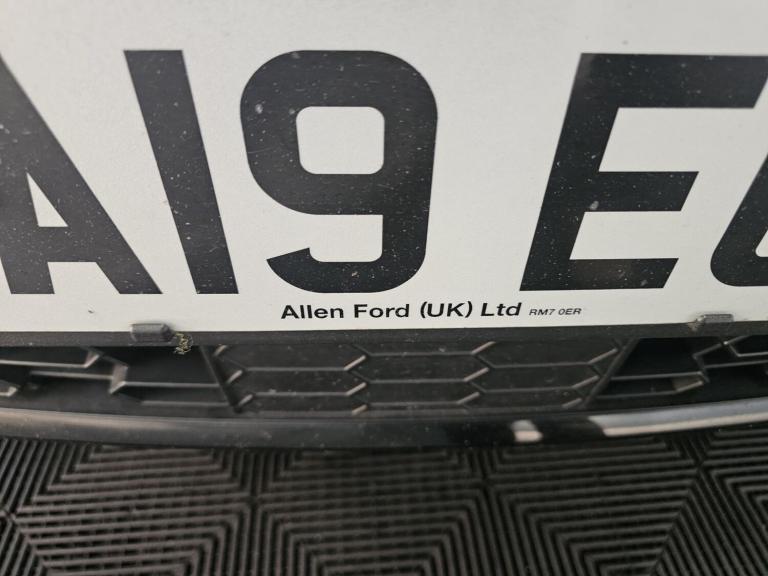 A19 E
Allen Ford (UK) Ltd RM7 0ER